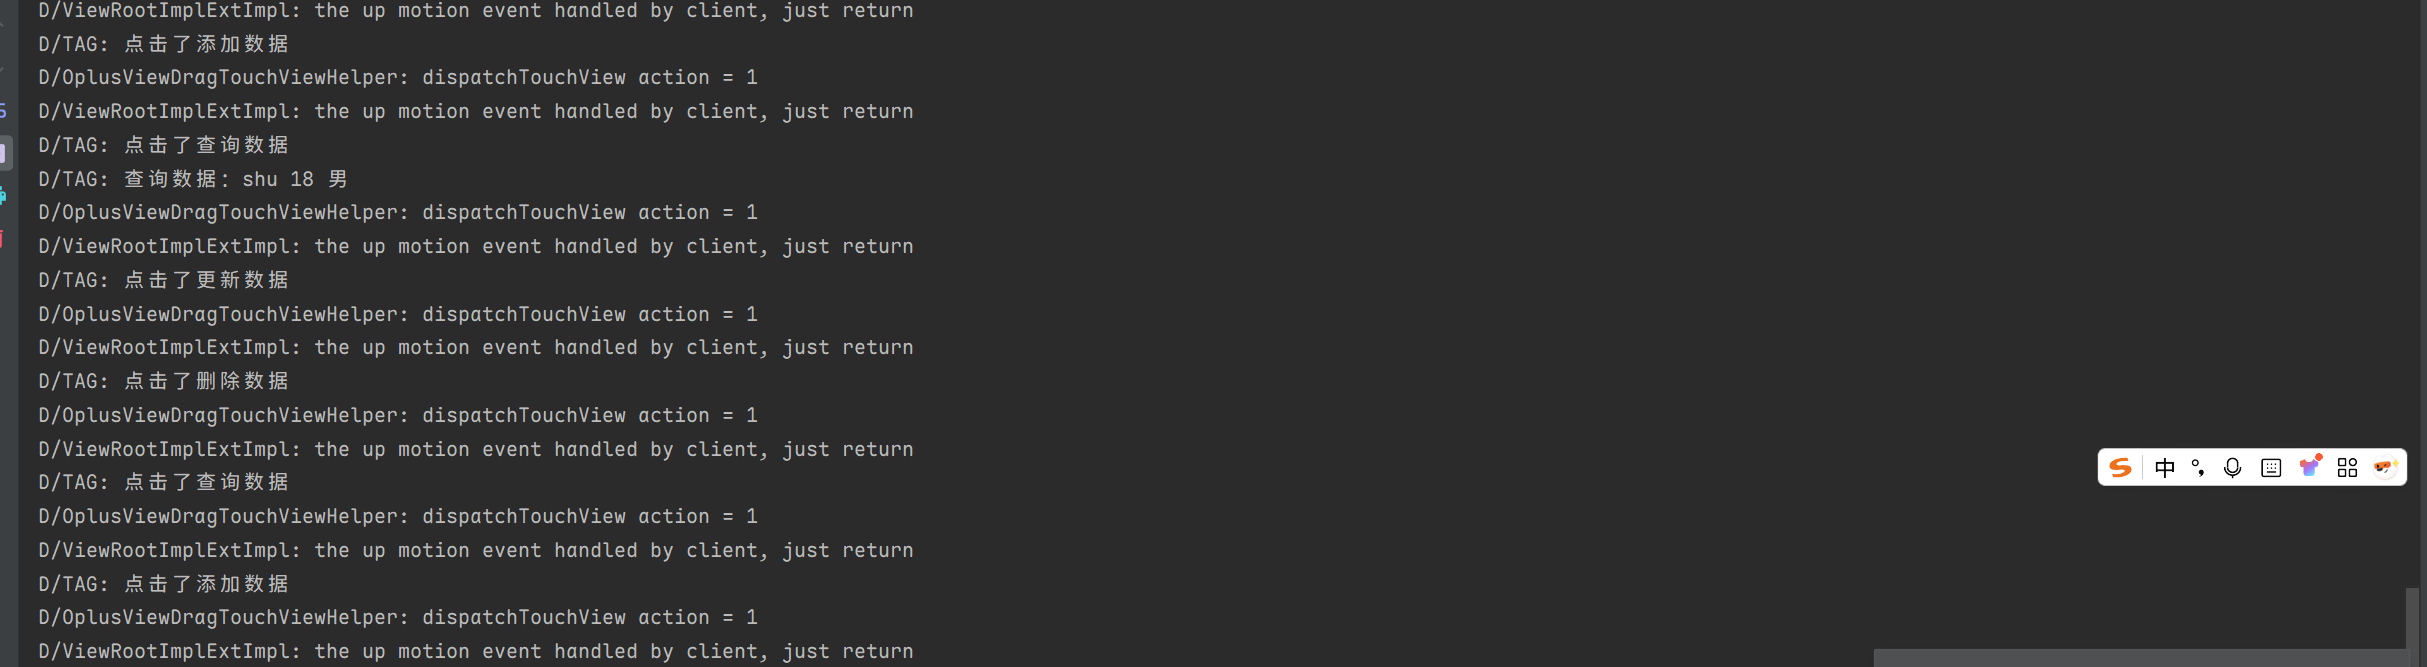 D/ViewRootImplExtImpl: the up motion event handled by client, just return
D/TAG: 点击了添加数据
D/OplusViewDragTouchViewHelper: dispatchTouchView action = 1
D/ViewRootImplExtImpl: the up motion event handled by client, just return
D/TAG: 点击了查询数据
D/TAG: 查询数据: shu 18 男
D/OplusViewDragTouchViewHelper: dispatchTouchView action = 1
D/ViewRootImplExtImpl: the up motion event handled by client, just return
D/TAG: 点击了更新数据
D/OplusViewDragTouchViewHelper: dispatchTouchView action = 1
D/ViewRootImplExtImpl: the up motion event handled by client, just return
D/TAG: 点击了删除数据
D/OplusViewDragTouchViewHelper: dispatchTouchView action = 1
D/ViewRootImplExtImpl: the up motion event handled by client, just return
中
D/TAG: 点击了查询数据
D/OplusViewDragTouchViewHelper: dispatchTouchView action = 1
D/ViewRootImplExtImpl: the up motion event handled by client, just return
D/TAG: 点击了添加数据
D/OplusViewDragTouchViewHelper: dispatchTouchView action = 1
D/ViewRootImplExtImpl: the up motion event handled by client, just return